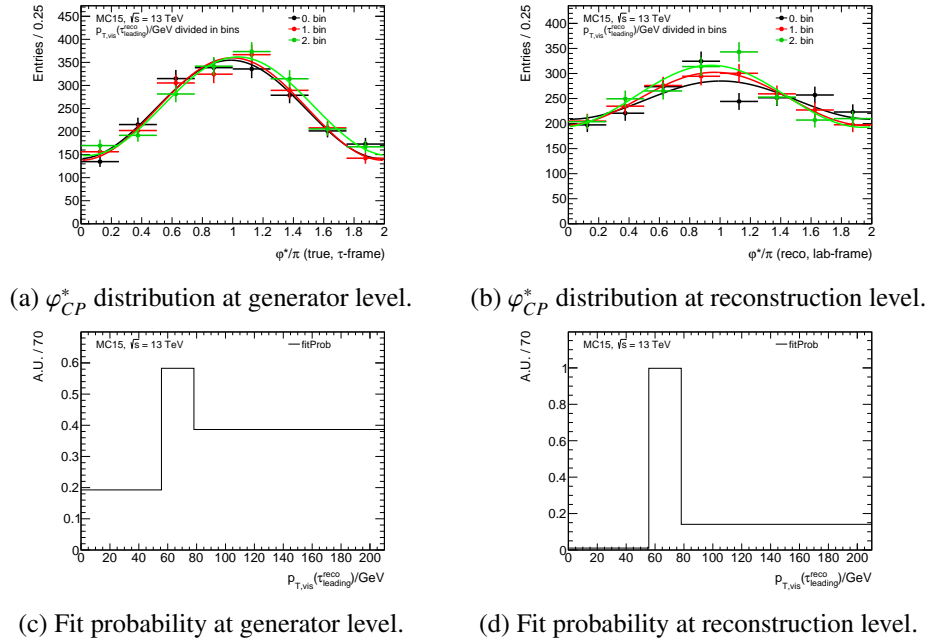 MC15, √s = 13 TeV
p_T,vis(τ^reco_leading)/GeV divided in bins
0. bin
1. bin
2. bin
Entries / 0.25
450
400
350
300
250
200
150
100
50
0
0 0.2 0.4 0.6 0.8 1 1.2 1.4 1.6 1.8 2
φ*/π (true, τ-frame)
MC15, √s = 13 TeV
p_T,vis(τ^reco_leading)/GeV divided in bins
0. bin
1. bin
2. bin
Entries / 0.25
400
350
300
250
200
150
100
50
0
0 0.2 0.4 0.6 0.8 1 1.2 1.4 1.6 1.8 2
φ*/π (reco, lab-frame)
(a) φ*_CP distribution at generator level.
(b) φ*_CP distribution at reconstruction level.
MC15, √s = 13 TeV
fitProb
A.U. / 70
0.6
0.5
0.4
0.3
0.2
0.1
0
0 20 40 60 80 100 120 140 160 180 200
p_T,vis(τ^reco_leading)/GeV
MC15, √s = 13 TeV
fitProb
A.U. / 70
1
0.8
0.6
0.4
0.2
0
0 20 40 60 80 100 120 140 160 180 200
p_T,vis(τ^reco_leading)/GeV
(c) Fit probability at generator level.
(d) Fit probability at reconstruction level.